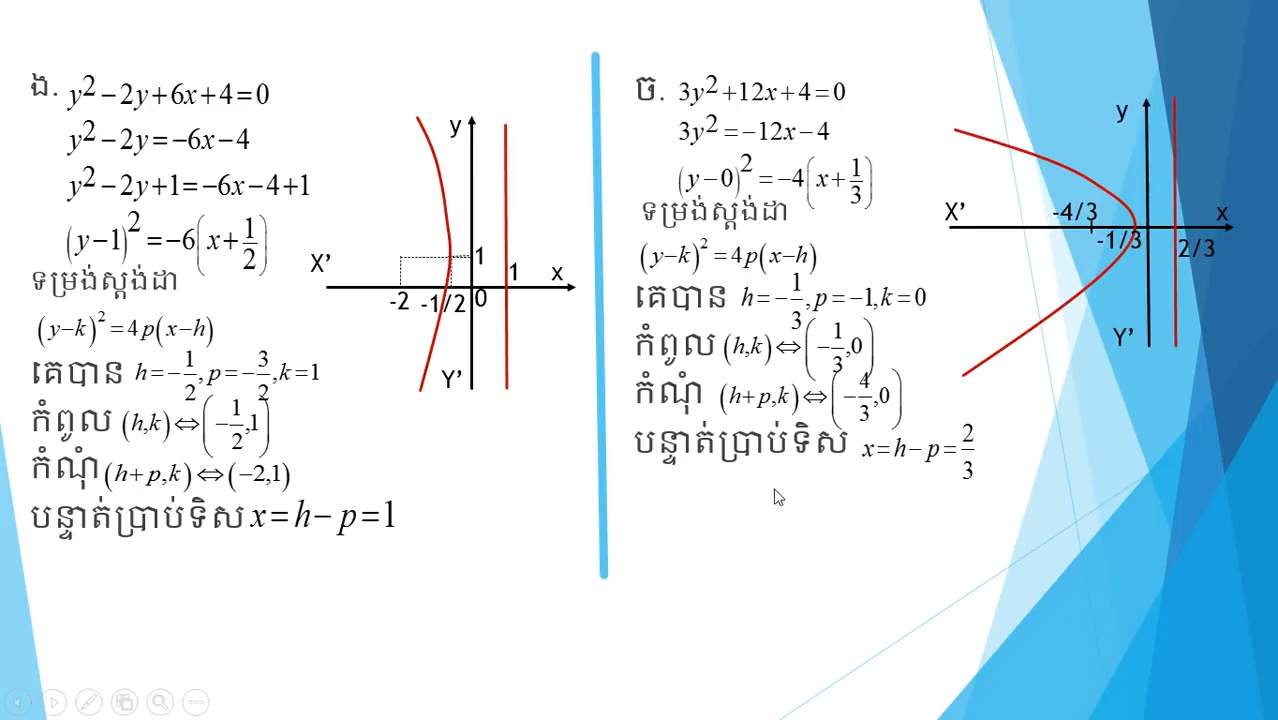 ង. y² − 2y + 6x + 4 = 0
y² − 2y = −6x − 4
y² − 2y + 1 = −6x − 4 + 1
(y − 1)² = −6(x + 1/2)
ទម្រង់ស្តង់ដា
(y − k)² = 4p(x − h)
គេបាន h = −1/2, p = −3/2, k = 1
កំពូល (h,k) ⇔ (−1/2, 1)
កំណុំ (h + p, k) ⇔ (−2,1)
បន្ទាត់ប្រាប់ទិស x = h − p = 1
y
X'
1
1
x
-2
-1/2
0
Y'
ច. 3y² + 12x + 4 = 0
3y² = −12x − 4
(y − 0)² = −4(x + 1/3)
ទម្រង់ស្តង់ដា
(y − k)² = 4p(x − h)
គេបាន h = −1/3, p = −1, k = 0
កំពូល (h,k) ⇔ (−1/3, 0)
កំណុំ (h + p, k) ⇔ (−4/3, 0)
បន្ទាត់ប្រាប់ទិស x = h − p = 2/3
y
X'
-4/3
x
-1/3
2/3
Y'